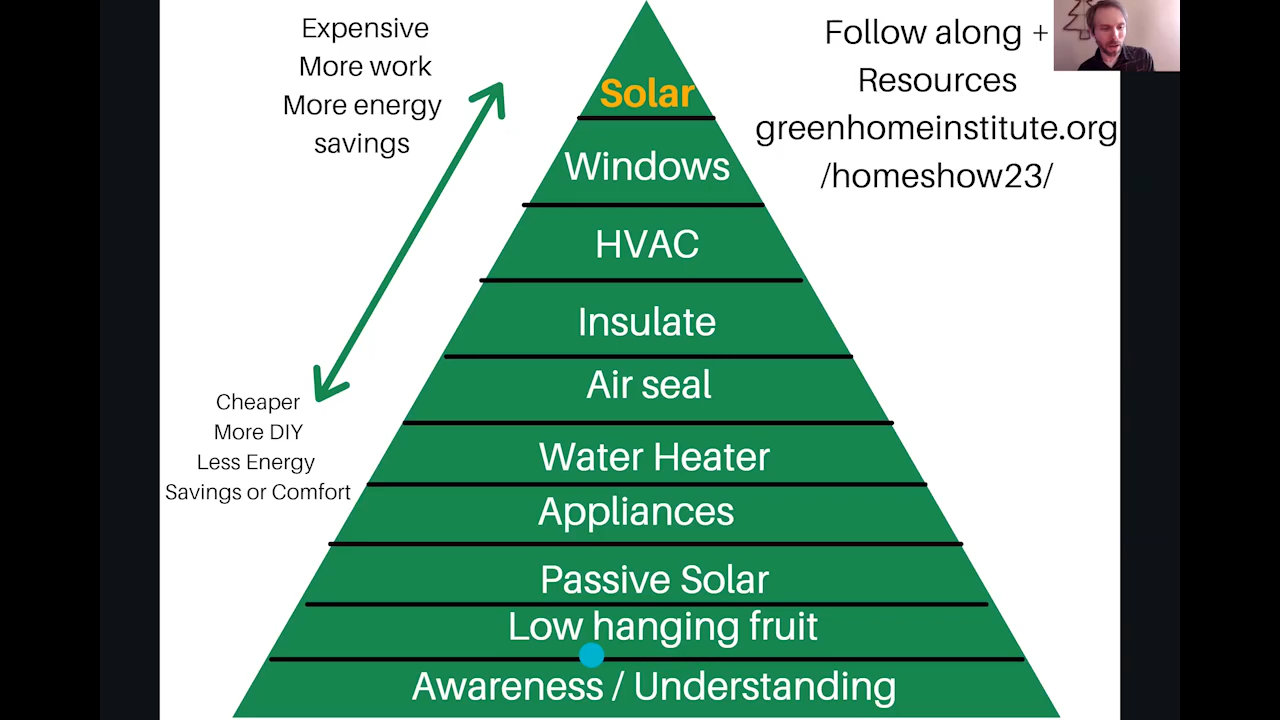 Expensive
More work
More energy
savings
Follow along +
Resources
greenhomeinstitute.org
/homeshow23/
Solar
Windows
HVAC
Insulate
Air seal
Water Heater
Appliances
Passive Solar
Low hanging fruit
Awareness / Understanding
Cheaper
More DIY
Less Energy
Savings or Comfort